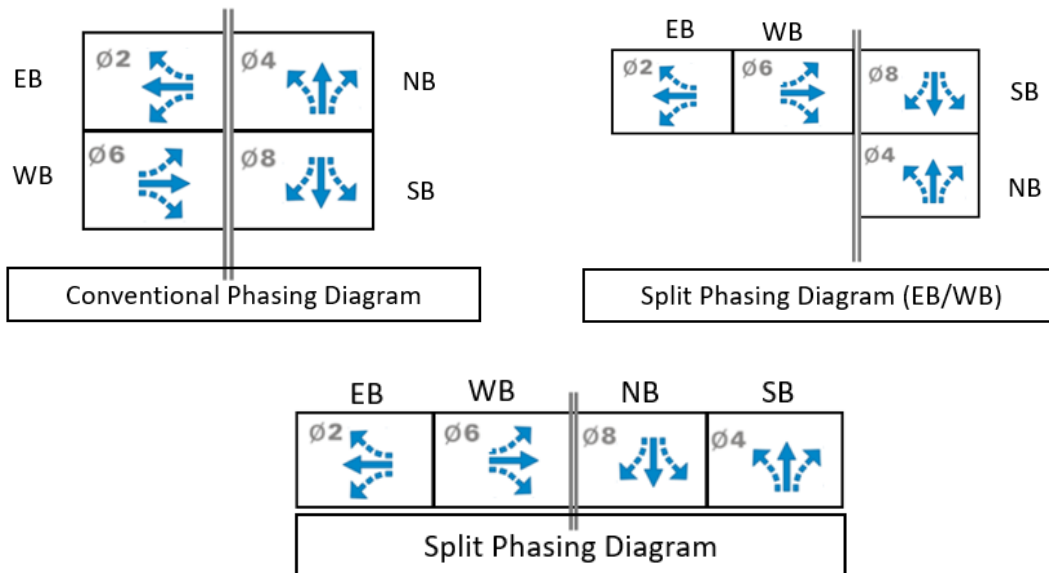 EB
Ø2
Ø4
NB
WB
Ø6
Ø8
SB
Conventional Phasing Diagram
EB
WB
Ø2
Ø6
Ø8
SB
Ø4
NB
Split Phasing Diagram (EB/WB)
EB
WB
NB
SB
Ø2
Ø6
Ø8
Ø4
Split Phasing Diagram